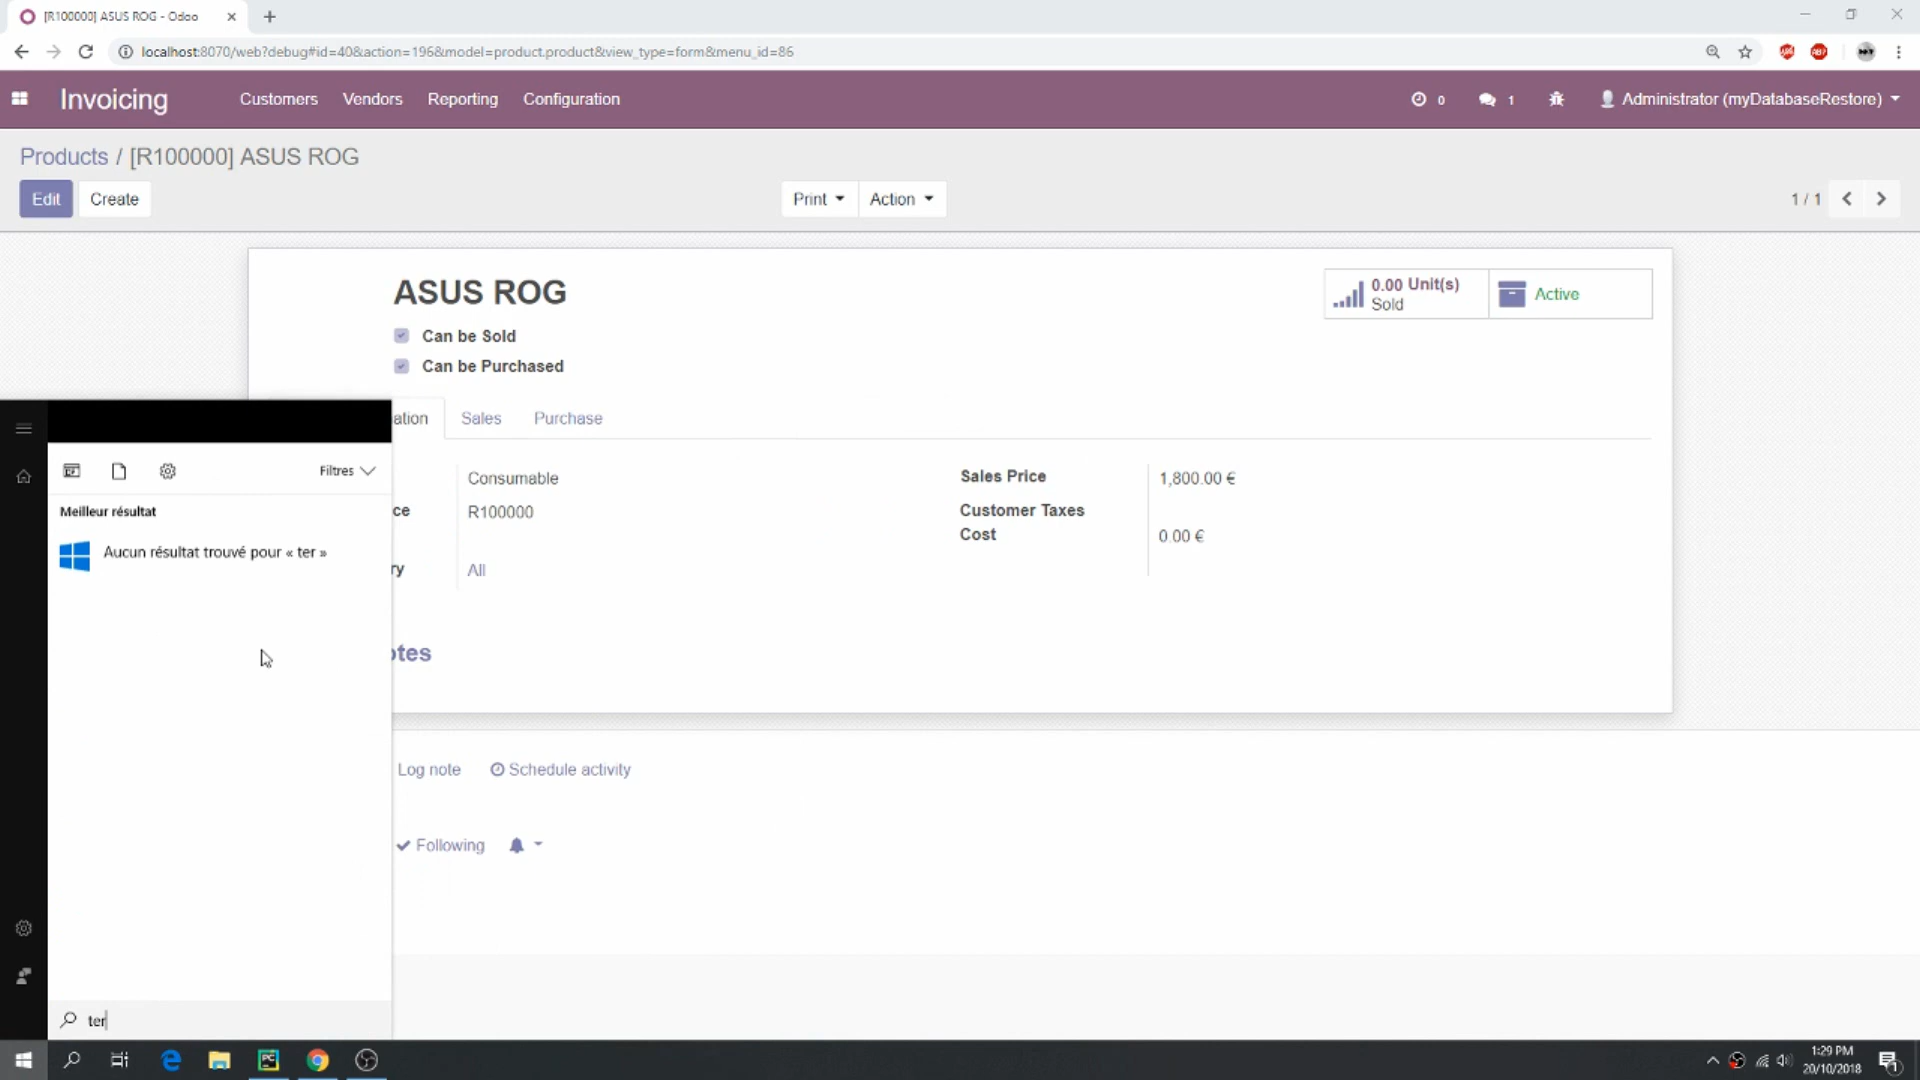 [R100000] ASUS ROG - Odoo
localhost:8070/web?debug#id=40&action=196&model=product.product&view_type=form&menu_id=86
Invoicing
Customers
Vendors
Reporting
Configuration
0
1
Administrator (myDatabaseRestore)
Products / [R100000] ASUS ROG
Edit
Create
Print
Action
1 / 1
ASUS ROG
0.00 Unit(s)
Sold
Active
Can be Sold
Can be Purchased
ation
Sales
Purchase
Filtres
Consumable
Sales Price
1,800.00 €
Meilleur résultat
ce
R100000
Customer Taxes
Cost
0.00 €
Aucun résultat trouvé pour « ter »
ry
All
otes
Log note
Schedule activity
Following
ter
1:29 PM
20/10/2018